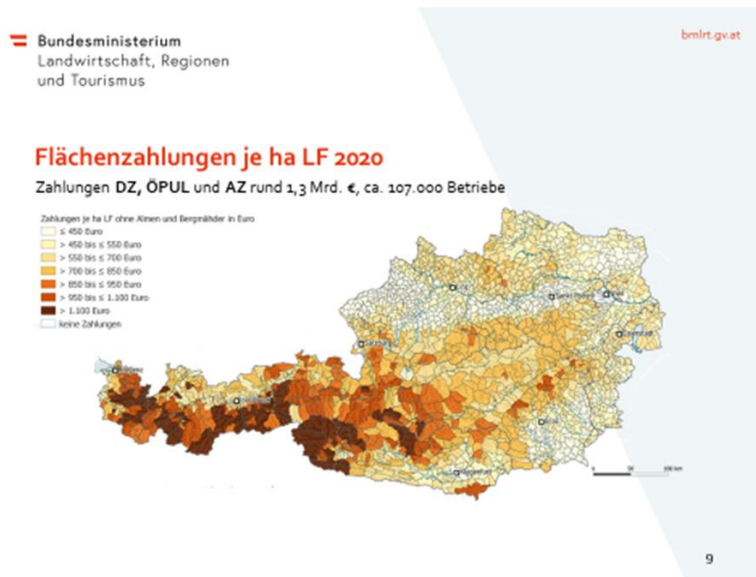 Bundesministerium
Landwirtschaft, Regionen
und Tourismus
bmlrt.gv.at
Flächenzahlungen je ha LF 2020
Zahlungen DZ, ÖPUL und AZ rund 1,3 Mrd. €, ca. 107.000 Betriebe
Zahlungen je ha LF ohne Almen und Bergmähder in Euro
≤ 450 Euro
> 450 bis ≤ 550 Euro
> 550 bis ≤ 700 Euro
> 700 bis ≤ 850 Euro
> 850 bis ≤ 950 Euro
> 950 bis ≤ 1.100 Euro
> 1.100 Euro
keine Zahlungen
Linz
Sankt Pölten
Wien
Eisenstadt
Salzburg
Graz
Klagenfurt
0 50 100 km
9